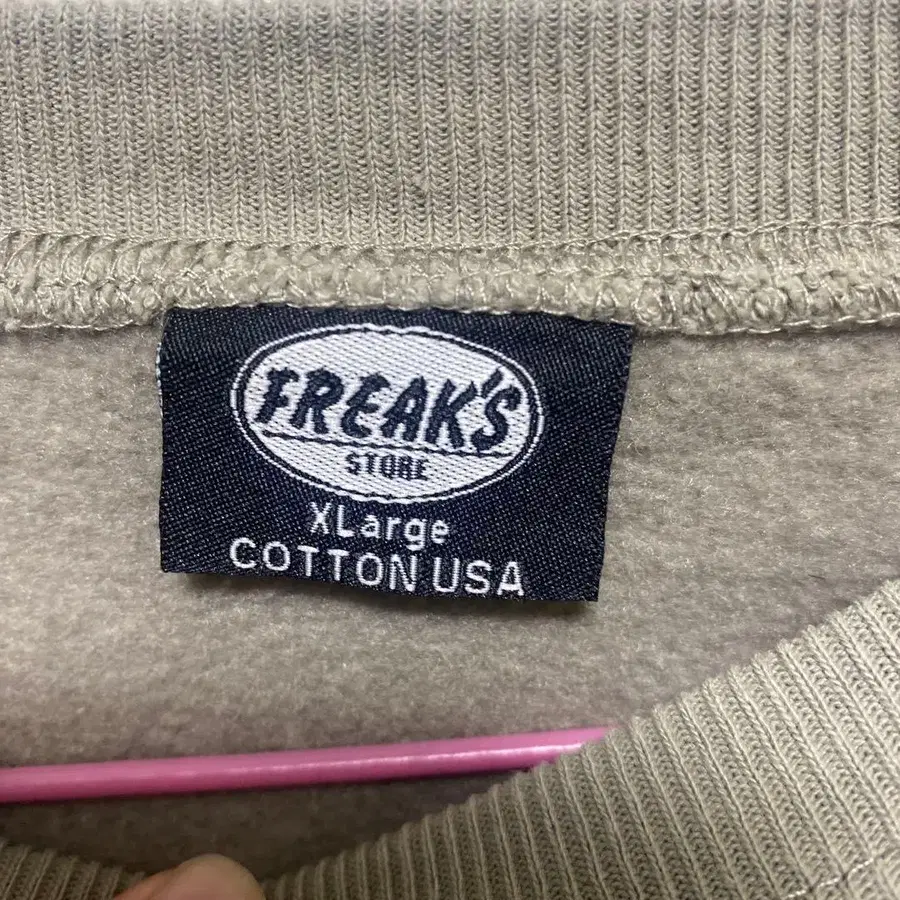 FREAK'S
STORE
XLarge
COTTON USA